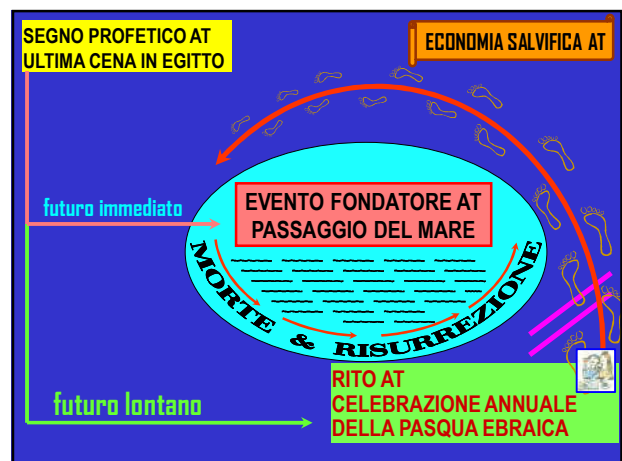 SEGNO PROFETICO AT
ULTIMA CENA IN EGITTO
ECONOMIA SALVIFICA AT
futuro immediato
EVENTO FONDATORE AT
PASSAGGIO DEL MARE
MORTE & RISURREZIONE
futuro lontano
RITO AT
CELEBRAZIONE ANNUALE
DELLA PASQUA EBRAICA